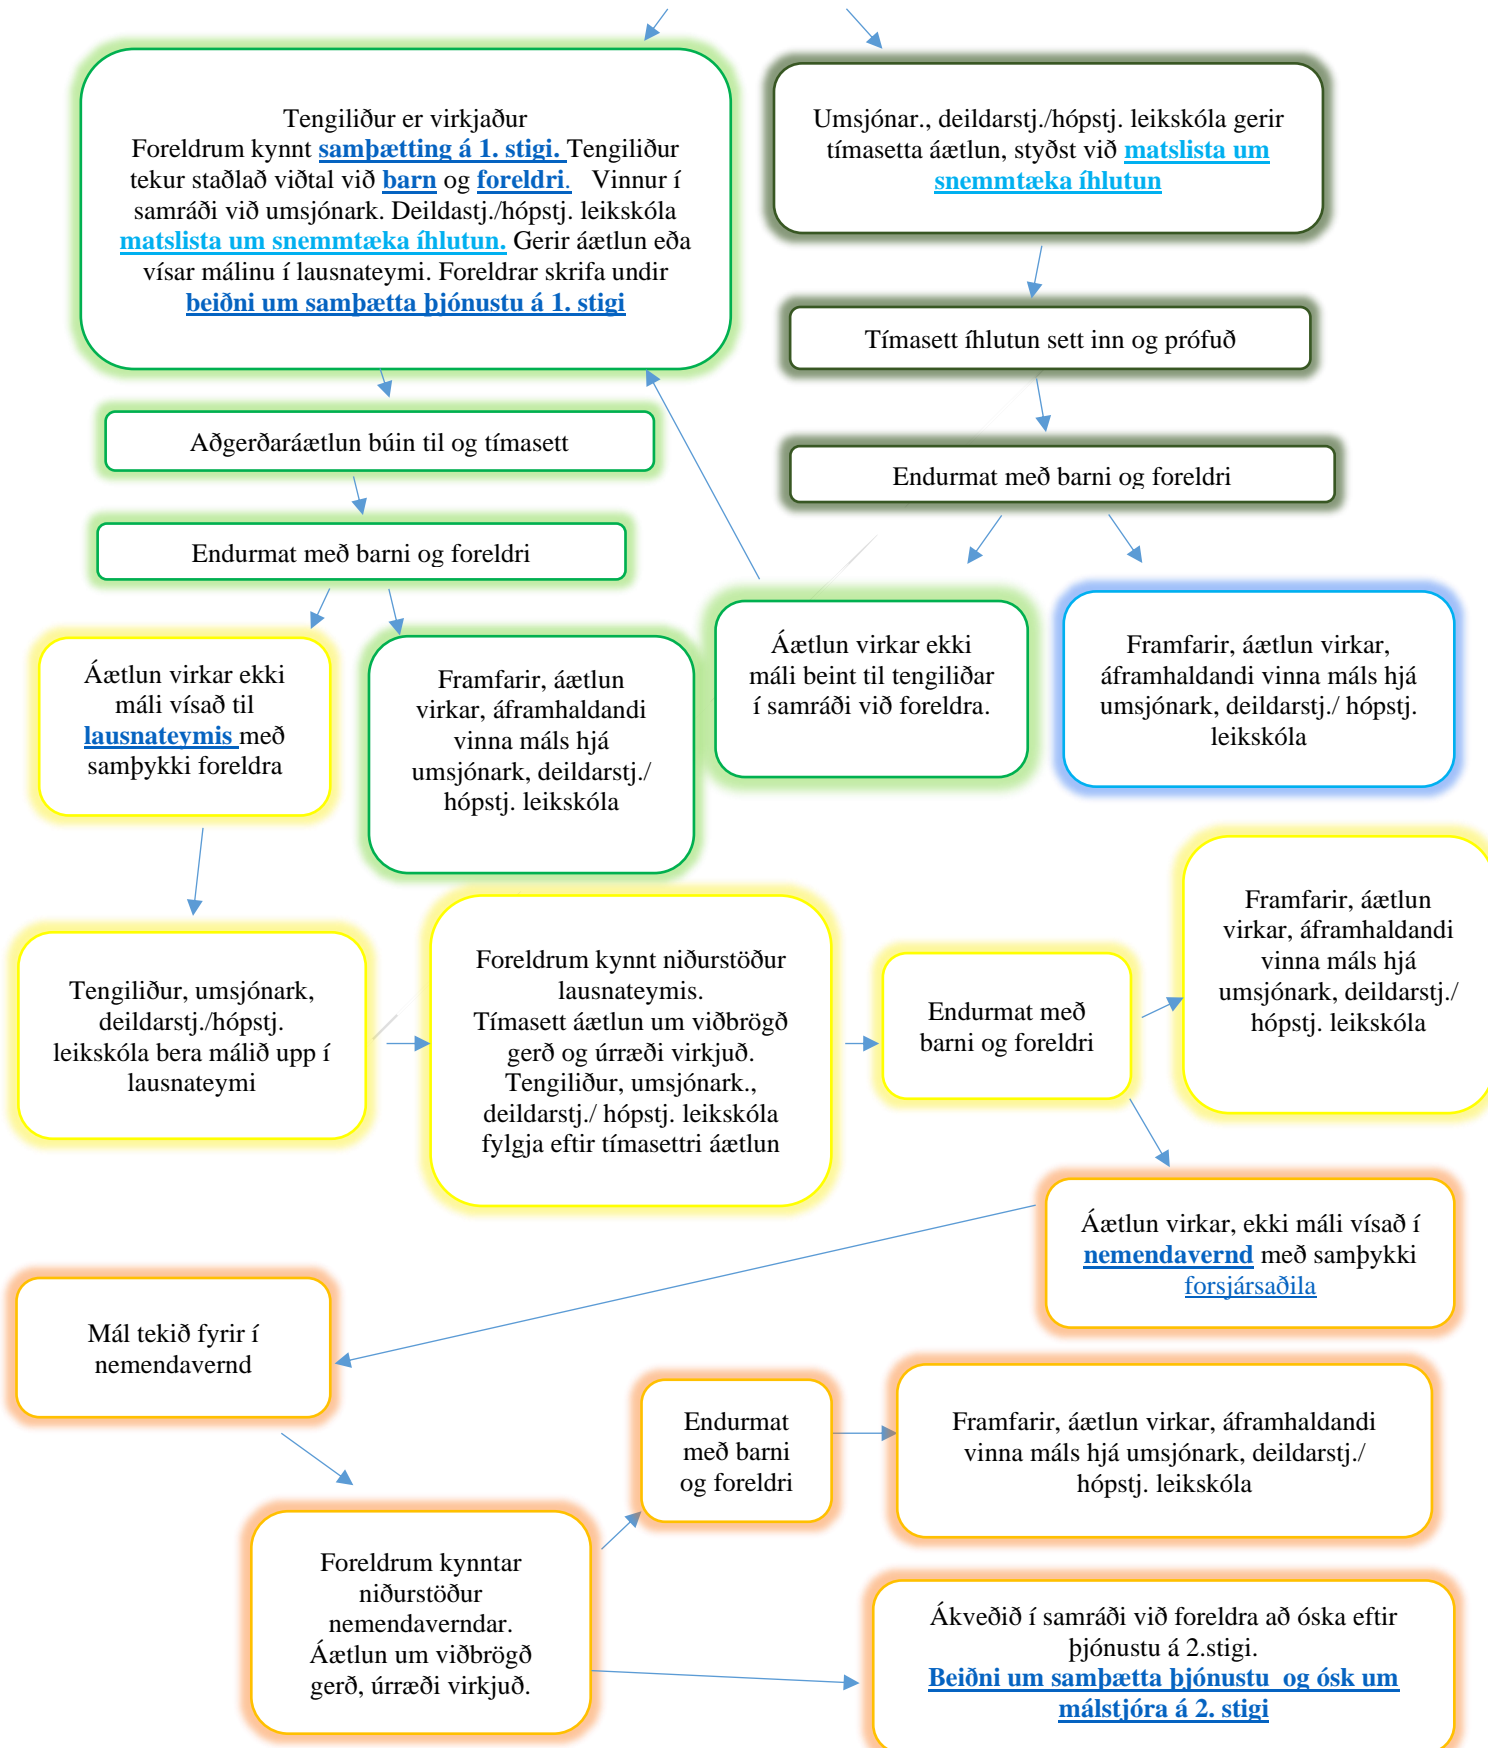 Tengiliður er virkjaður
Foreldrum kynnt samþætting á 1. stigi. Tengiliður
tekur staðlað viðtal við barn og foreldri. Vinnur í
samráði við umsjónark. Deildastj./hópstj. leikskóla
matslista um snemmtæka íhlutun. Gerir áætlun eða
vísar málinu í lausnateymi. Foreldrar skrifa undir
beiðni um samþætta þjónustu á 1. stigi
Umsjónar., deildarstj./hópstj. leikskóla gerir
tímasetta áætlun, styðst við matslista um
snemmtæka íhlutun
Tímasett íhlutun sett inn og prófuð
Aðgerðaráætlun búin til og tímasett
Endurmat með barni og foreldri
Endurmat með barni og foreldri
Áætlun virkar ekki
máli vísað til
lausnateymis með
samþykki foreldra
Framfarir, áætlun
virkar, áframhaldandi
vinna máls hjá
umsjónark, deildarstj./
hópstj. leikskóla
Áætlun virkar ekki
máli beint til tengiliðar
í samráði við foreldra.
Framfarir, áætlun virkar,
áframhaldandi vinna máls hjá
umsjónark, deildarstj./ hópstj.
leikskóla
Tengiliður, umsjónark,
deildarstj./hópstj.
leikskóla bera málið upp í
lausnateymi
Foreldrum kynnt niðurstöður
lausnateymis.
Tímasett áætlun um viðbrögð
gerð og úrræði virkjuð.
Tengiliður, umsjónark.,
deildarstj./ hópstj. leikskóla
fylgja eftir tímasettri áætlun
Endurmat með
barni og foreldri
Framfarir, áætlun
virkar, áframhaldandi
vinna máls hjá
umsjónark, deildarstj./
hópstj. leikskóla
Áætlun virkar, ekki máli vísað í
nemendavernd með samþykki
forsjársaðila
Mál tekið fyrir í
nemendavernd
Endurmat
með barni
og foreldri
Framfarir, áætlun virkar, áframhaldandi
vinna máls hjá umsjónark, deildarstj./
hópstj. leikskóla
Foreldrum kynntar
niðurstöður
nemendaverndar.
Áætlun um viðbrögð
gerð, úrræði virkjuð.
Ákveðið í samráði við foreldra að óska eftir
þjónustu á 2.stigi.
Beiðni um samþætta þjónustu og ósk um
málstjóra á 2. stigi